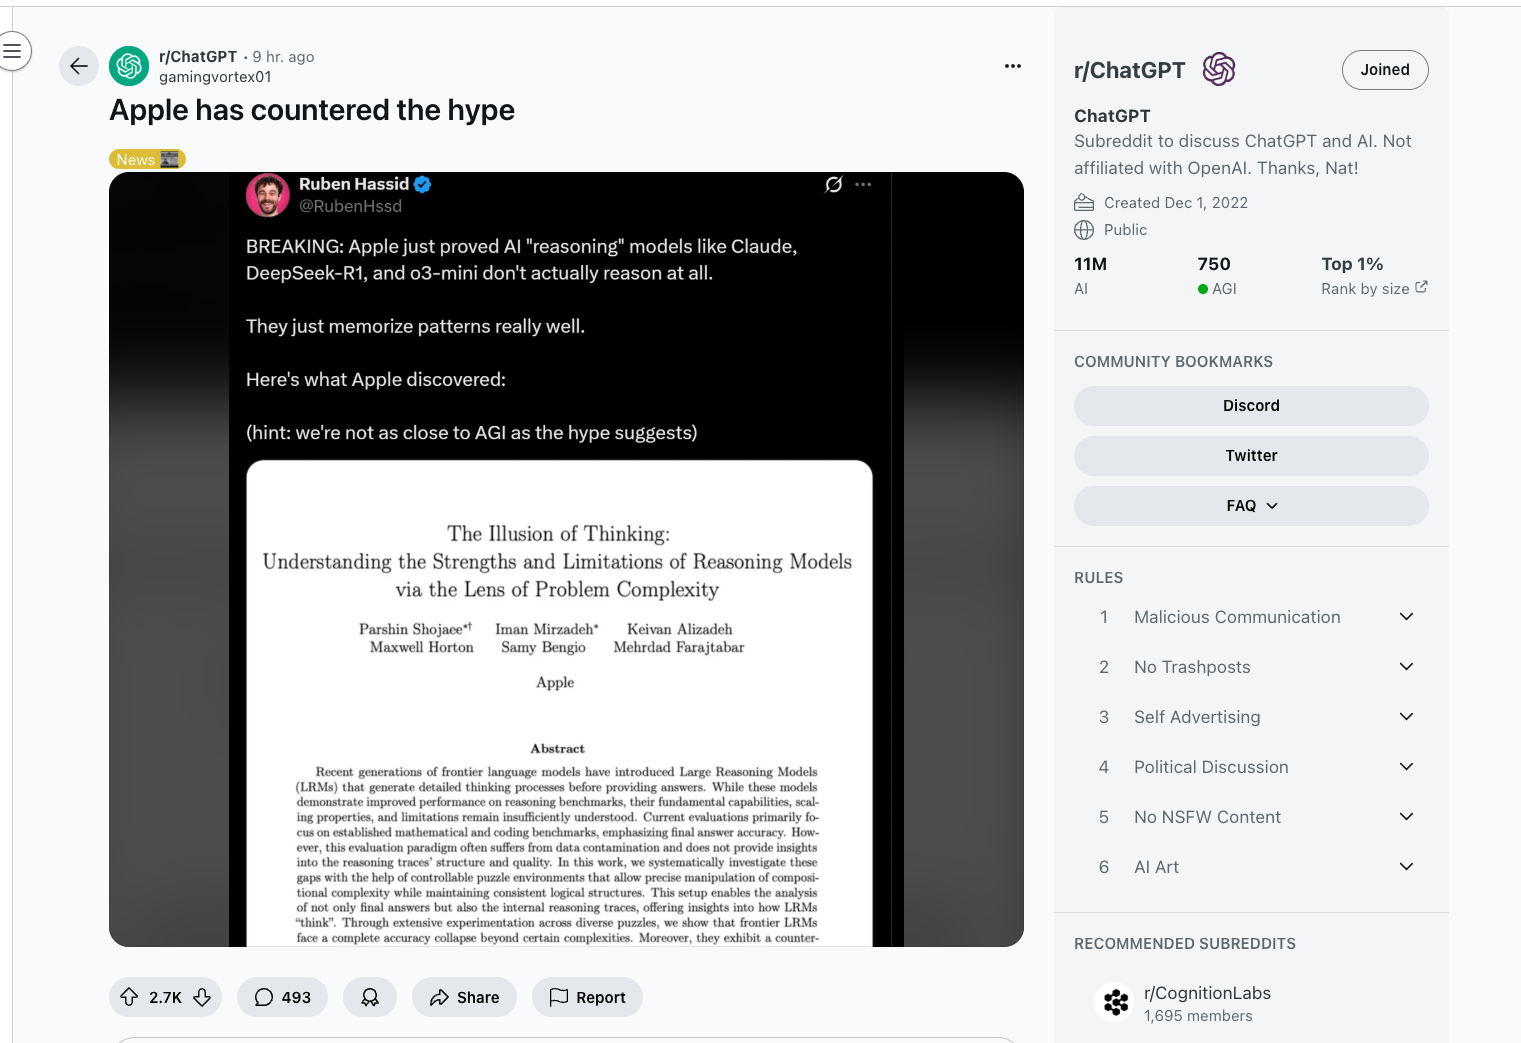 r/ChatGPT • 9 hr. ago
gamingvortex01
Apple has countered the hype
News
Ruben Hassid
@RubenHssd
BREAKING: Apple just proved AI "reasoning" models like Claude,
DeepSeek-R1, and o3-mini don't actually reason at all.
They just memorize patterns really well.
Here's what Apple discovered:
(hint: we're not as close to AGI as the hype suggests)
The Illusion of Thinking:
Understanding the Strengths and Limitations of Reasoning Models
via the Lens of Problem Complexity
Parshin Shojaee*† Iman Mirzadeh* Keivan Alizadeh
Maxwell Horton Samy Bengio Mehrdad Farajtabar
Apple
Abstract
Recent generations of frontier language models have introduced Large Reasoning Models
(LRMs) that generate detailed thinking processes before providing answers. While these models
demonstrate improved performance on reasoning benchmarks, their fundamental capabilities, scal-
ing properties, and limitations remain insufficiently understood. Current evaluations primarily fo-
cus on established mathematical and coding benchmarks, emphasizing final answer accuracy. How-
ever, this evaluation paradigm often suffers from data contamination and does not provide insights
into the reasoning traces' structure and quality. In this work, we systematically investigate these
gaps with the help of controllable puzzle environments that allow precise manipulation of composi-
tional complexity while maintaining consistent logical structures. This setup enables the analysis
of not only final answers but also the internal reasoning traces, offering insights into how LRMs
"think". Through extensive experimentation across diverse puzzles, we show that frontier LRMs
face a complete accuracy collapse beyond certain complexities. Moreover, they exhibit a counter-
2.7K
493
Share
Report
r/ChatGPT
Joined
ChatGPT
Subreddit to discuss ChatGPT and AI. Not
affiliated with OpenAI. Thanks, Nat!
Created Dec 1, 2022
Public
11M 750 Top 1%
AI AGI Rank by size
COMMUNITY BOOKMARKS
Discord
Twitter
FAQ
RULES
1 Malicious Communication
2 No Trashposts
3 Self Advertising
4 Political Discussion
5 No NSFW Content
6 AI Art
RECOMMENDED SUBREDDITS
r/CognitionLabs
1,695 members